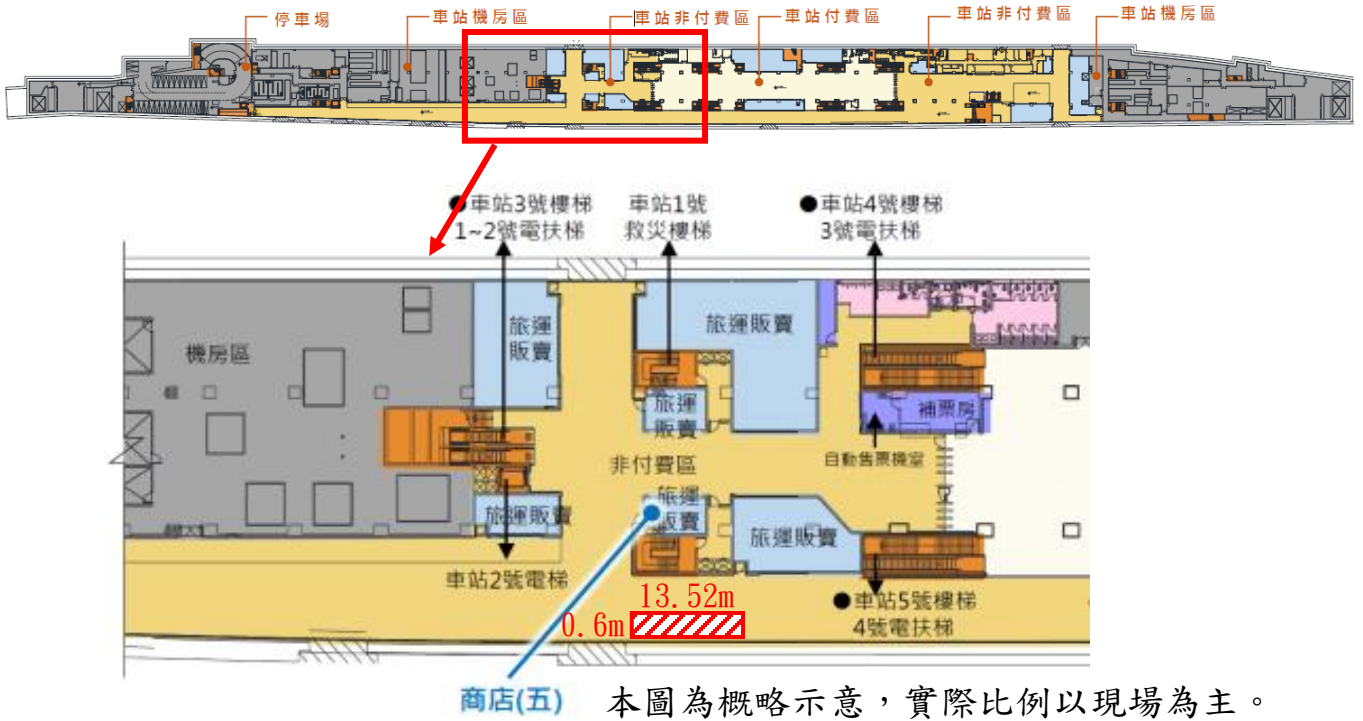 停車場
車站機房區
車站非付費區
車站付費區
車站非付費區
車站機房區
●車站3號樓梯
1~2號電扶梯
車站1號
救災樓梯
●車站4號樓梯
3號電扶梯
機房區
旅運
販賣
旅運販賣
旅運
販賣
補票房
非付費區
自動售票機室
旅運販賣
旅運
販賣
旅運販賣
車站2號電梯
13.52m
0.6m
●車站5號樓梯
4號電扶梯
商店(五)
本圖為概略示意，實際比例以現場為主。